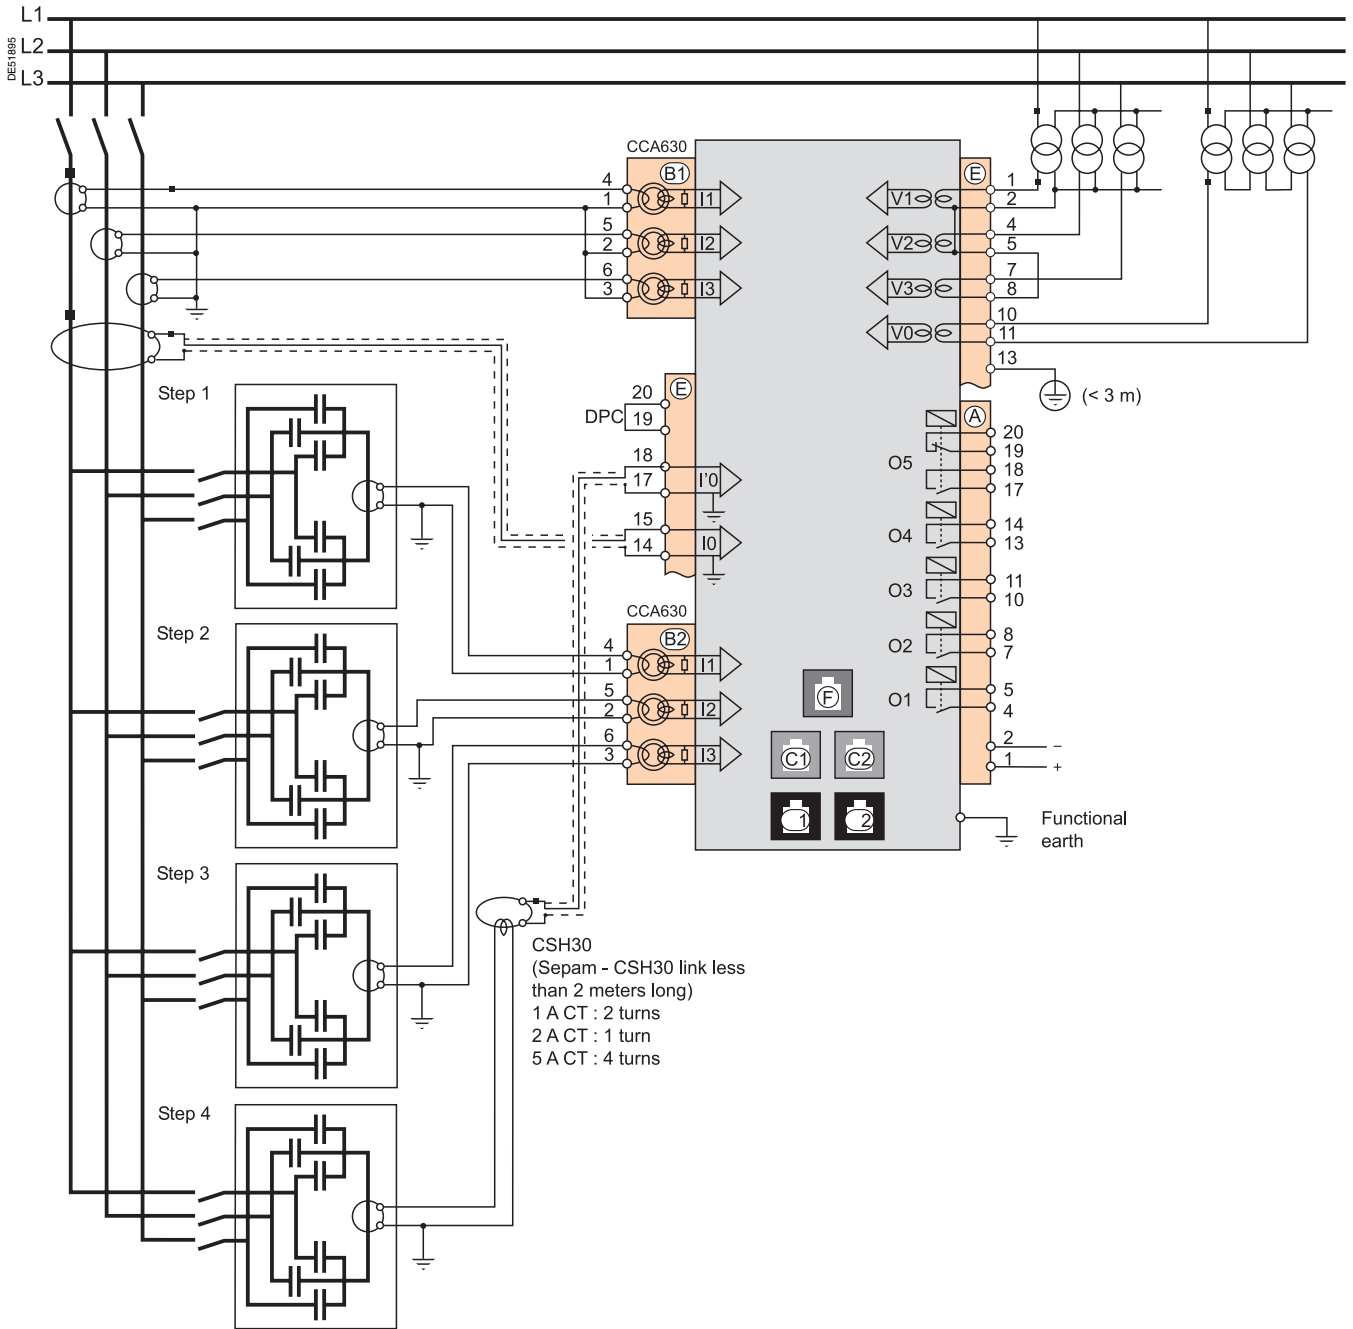 L1
L2
L3
DE51895
CCA630
B1
4
1
5
2
6
3
I1
I2
I3
E
V1
V2
V3
V0
1
2
4
5
7
8
10
11
13
(< 3 m)
Step 1
E
20
DPC
19
18
17
15
14
I'0
I0
A
O5
20
19
18
17
O4
14
13
O3
11
10
O2
8
7
O1
5
4
2
–
1
+
CCA630
B2
4
1
5
2
6
3
I1
I2
I3
F
C1
C2
1
2
Functional
earth
Step 2
Step 3
CSH30
(Sepam - CSH30 link less
than 2 meters long)
1 A CT : 2 turns
2 A CT : 1 turn
5 A CT : 4 turns
Step 4